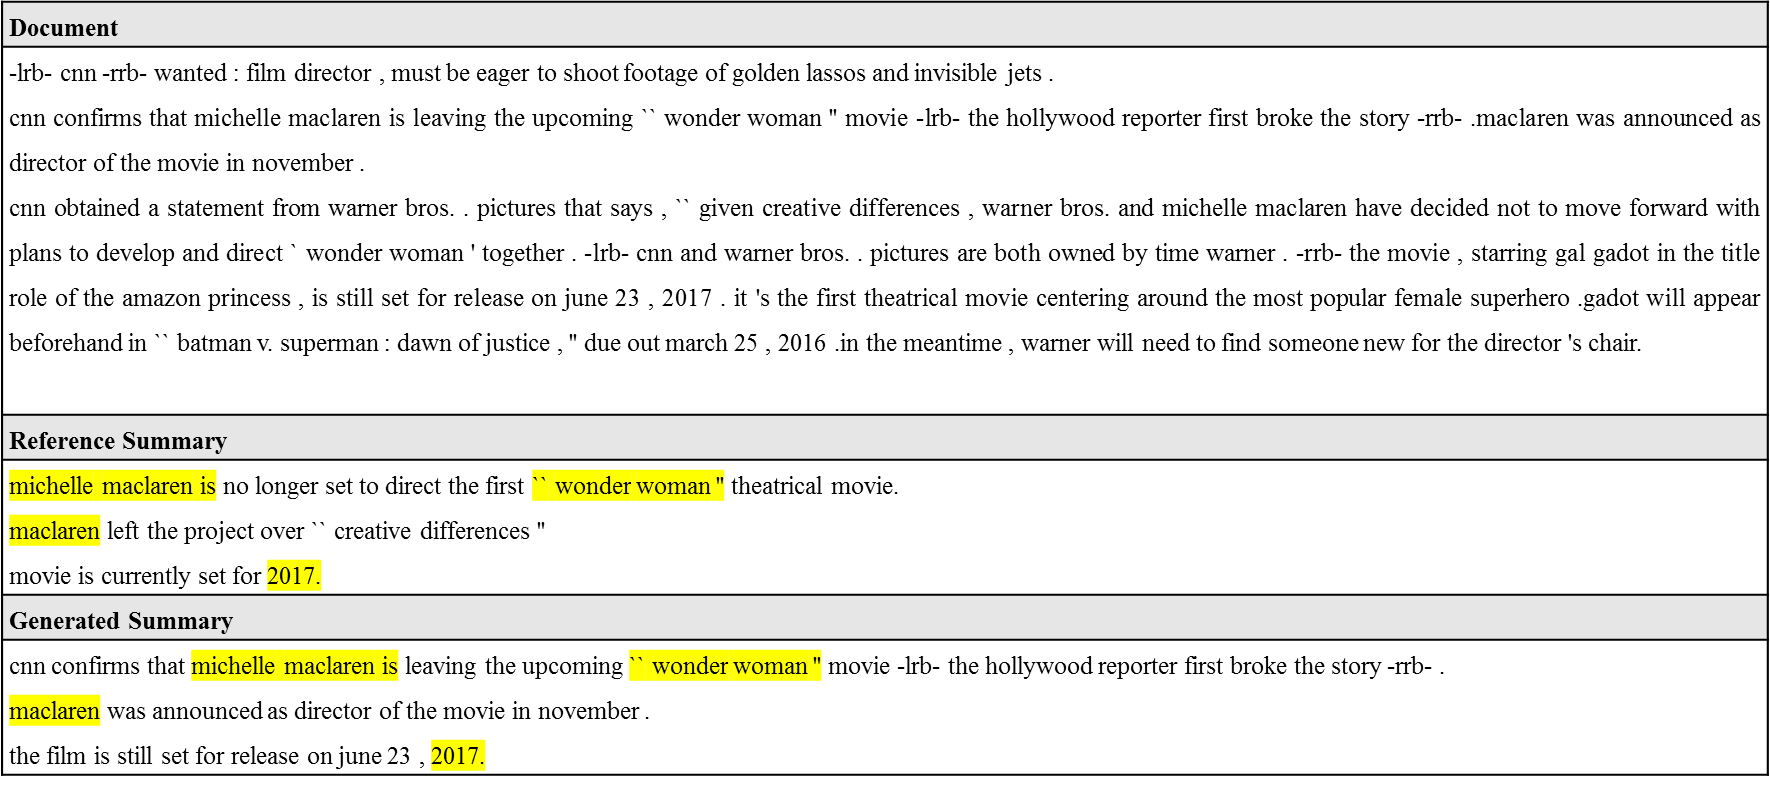 Document
-lrb- cnn -rrb- wanted : film director , must be eager to shoot footage of golden lassos and invisible jets .
cnn confirms that michelle maclaren is leaving the upcoming `` wonder woman '' movie -lrb- the hollywood reporter first broke the story -rrb- .maclaren was announced as
director of the movie in november .
cnn obtained a statement from warner bros. . pictures that says , `` given creative differences , warner bros. and michelle maclaren have decided not to move forward with
plans to develop and direct ` wonder woman ' together . -lrb- cnn and warner bros. . pictures are both owned by time warner . -rrb- the movie , starring gal gadot in the title
role of the amazon princess , is still set for release on june 23 , 2017 . it 's the first theatrical movie centering around the most popular female superhero .gadot will appear
beforehand in `` batman v. superman : dawn of justice , '' due out march 25 , 2016 .in the meantime , warner will need to find someone new for the director 's chair.
Reference Summary
michelle maclaren is no longer set to direct the first `` wonder woman '' theatrical movie.
maclaren left the project over `` creative differences ''
movie is currently set for 2017.
Generated Summary
cnn confirms that michelle maclaren is leaving the upcoming `` wonder woman '' movie -lrb- the hollywood reporter first broke the story -rrb- .
maclaren was announced as director of the movie in november .
the film is still set for release on june 23 , 2017.